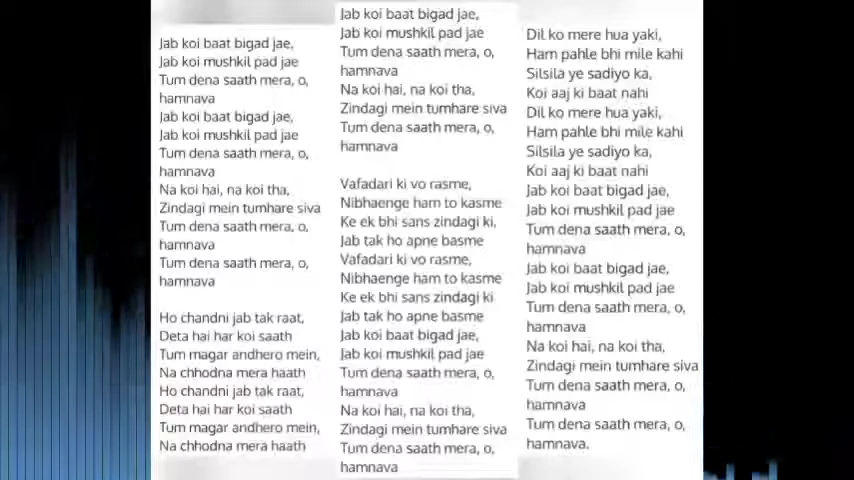 Jab koi baat bigad jae,
Jab koi mushkil pad jae
Tum dena saath mera, o,
hamnava
Jab koi baat bigad jae,
Jab koi mushkil pad jae
Tum dena saath mera, o,
hamnava
Na koi hai, na koi tha,
Zindagi mein tumhare siva
Tum dena saath mera, o,
hamnava
Tum dena saath mera, o,
hamnava
Ho chandni jab tak raat,
Deta hai har koi saath
Tum magar andhero mein,
Na chhodna mera haath
Ho chandni jab tak raat,
Deta hai har koi saath
Tum magar andhero mein,
Na chhodna mera haath
Jab koi baat bigad jae,
Jab koi mushkil pad jae
Tum dena saath mera, o,
hamnava
Na koi hai, na koi tha,
Zindagi mein tumhare siva
Tum dena saath mera, o,
hamnava
Vafadari ki vo rasme,
Nibhaenge ham to kasme
Ke ek bhi sans zindagi ki,
Jab tak ho apne basme
Vafadari ki vo rasme,
Nibhaenge ham to kasme
Ke ek bhi sans zindagi ki
Jab tak ho apne basme
Jab koi baat bigad jae,
Jab koi mushkil pad jae
Tum dena saath mera, o,
hamnava
Na koi hai, na koi tha,
Zindagi mein tumhare siva
Tum dena saath mera, o,
hamnava
Dil ko mere hua yaki,
Ham pahle bhi mile kahi
Silsila ye sadiyo ka,
Koi aaj ki baat nahi
Dil ko mere hua yaki,
Ham pahle bhi mile kahi
Silsila ye sadiyo ka,
Koi aaj ki baat nahi
Jab koi baat bigad jae,
Jab koi mushkil pad jae
Tum dena saath mera, o,
hamnava
Jab koi baat bigad jae,
Jab koi mushkil pad jae
Tum dena saath mera, o,
hamnava
Na koi hai, na koi tha,
Zindagi mein tumhare siva
Tum dena saath mera, o,
hamnava
Tum dena saath mera, o,
hamnava.